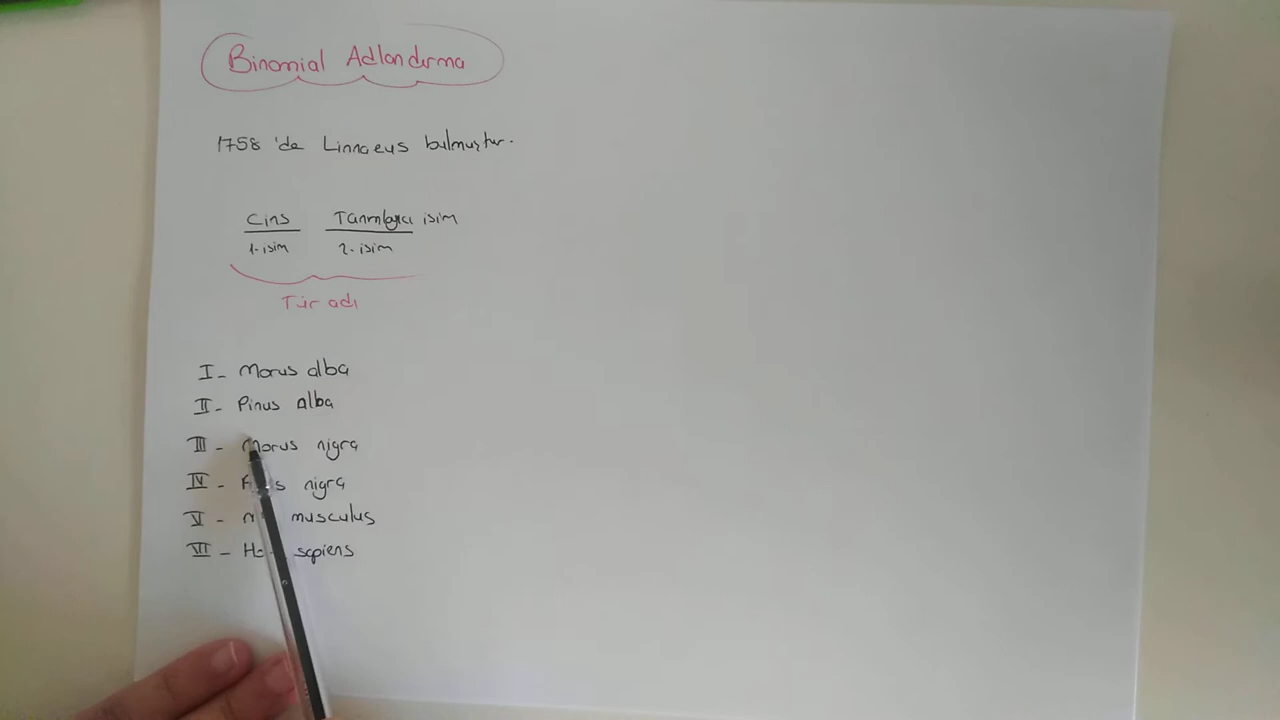 Binomial Adlandırma
1758 'de Linnaeus bulmuştur.
Cins Tanımlayıcı isim
1. isim 2. isim
Tür adı
I - Morus alba
II - Pinus alba
III - Morus nigra
IV - nigra
V - musculus
VI - sapiens